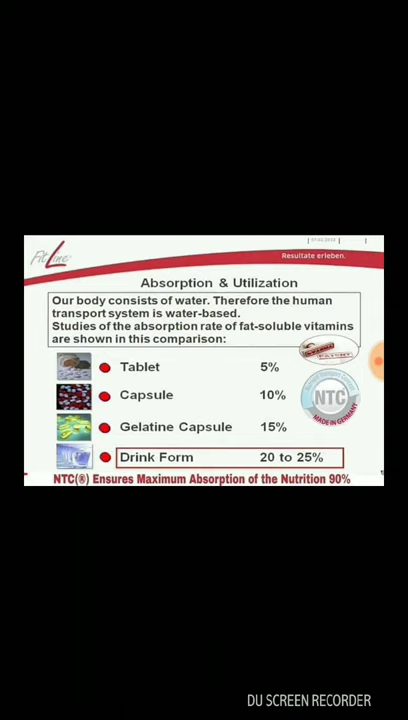 FitLine
Resultate erleben.
Absorption & Utilization
Our body consists of water. Therefore the human
transport system is water-based.
Studies of the absorption rate of fat-soluble vitamins
are shown in this comparison:
Tablet 5%
Capsule 10%
NTC
MADE IN GERMANY
Gelatine Capsule 15%
Drink Form 20 to 25%
NTC(®) Ensures Maximum Absorption of the Nutrition 90%
DU SCREEN RECORDER